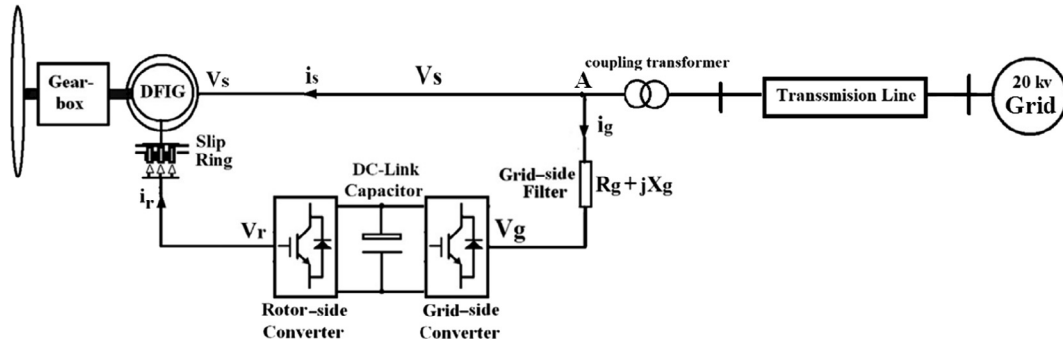 Gear-
box
DFIG
Vs
is
Vs
A
coupling transformer
Transsmision Line
20 kv
Grid
ig
Slip
Ring
DC-Link
Capacitor
Grid-side
Filter
Rg + jXg
ir
Vr
Vg
Rotor-side
Converter
Grid-side
Converter